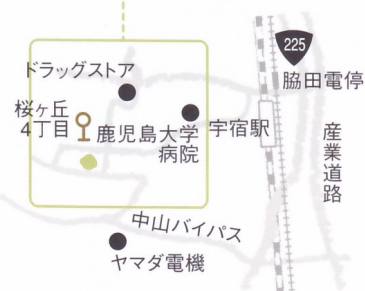 225
ドラッグストア
脇田電停
桜ヶ丘
4丁目
鹿児島大学
病院
宇宿駅
産業道路
中山バイパス
ヤマダ電機